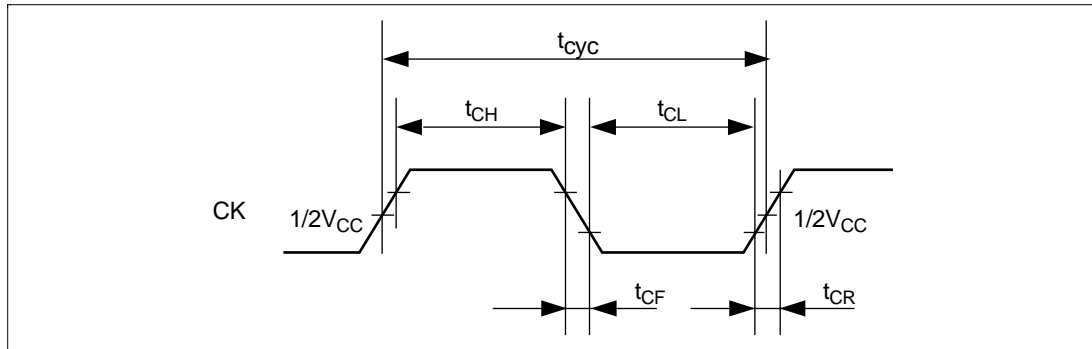 tcyc
tCH
tCL
CK
1/2VCC
1/2VCC
tCF
tCR